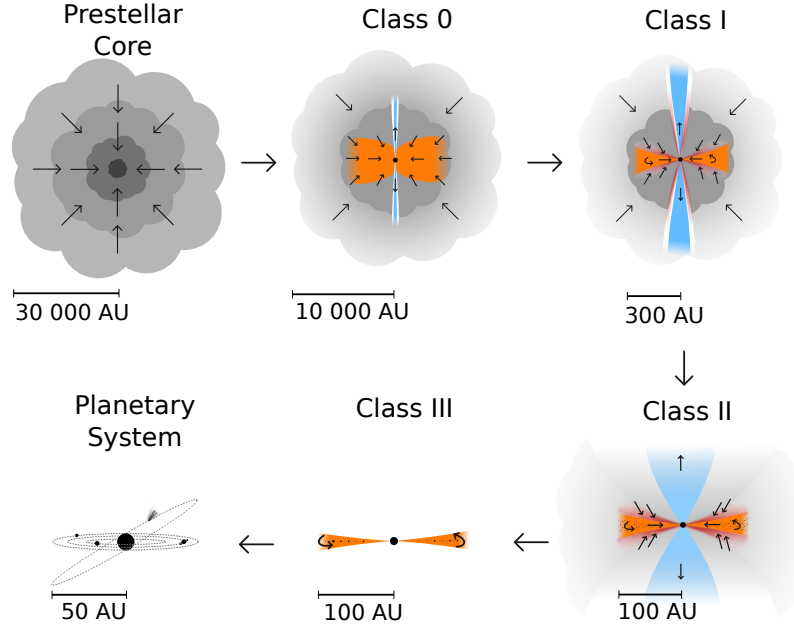 Prestellar
Core
Class 0
Class I
30 000 AU
10 000 AU
300 AU
Planetary
System
Class III
Class II
50 AU
100 AU
100 AU